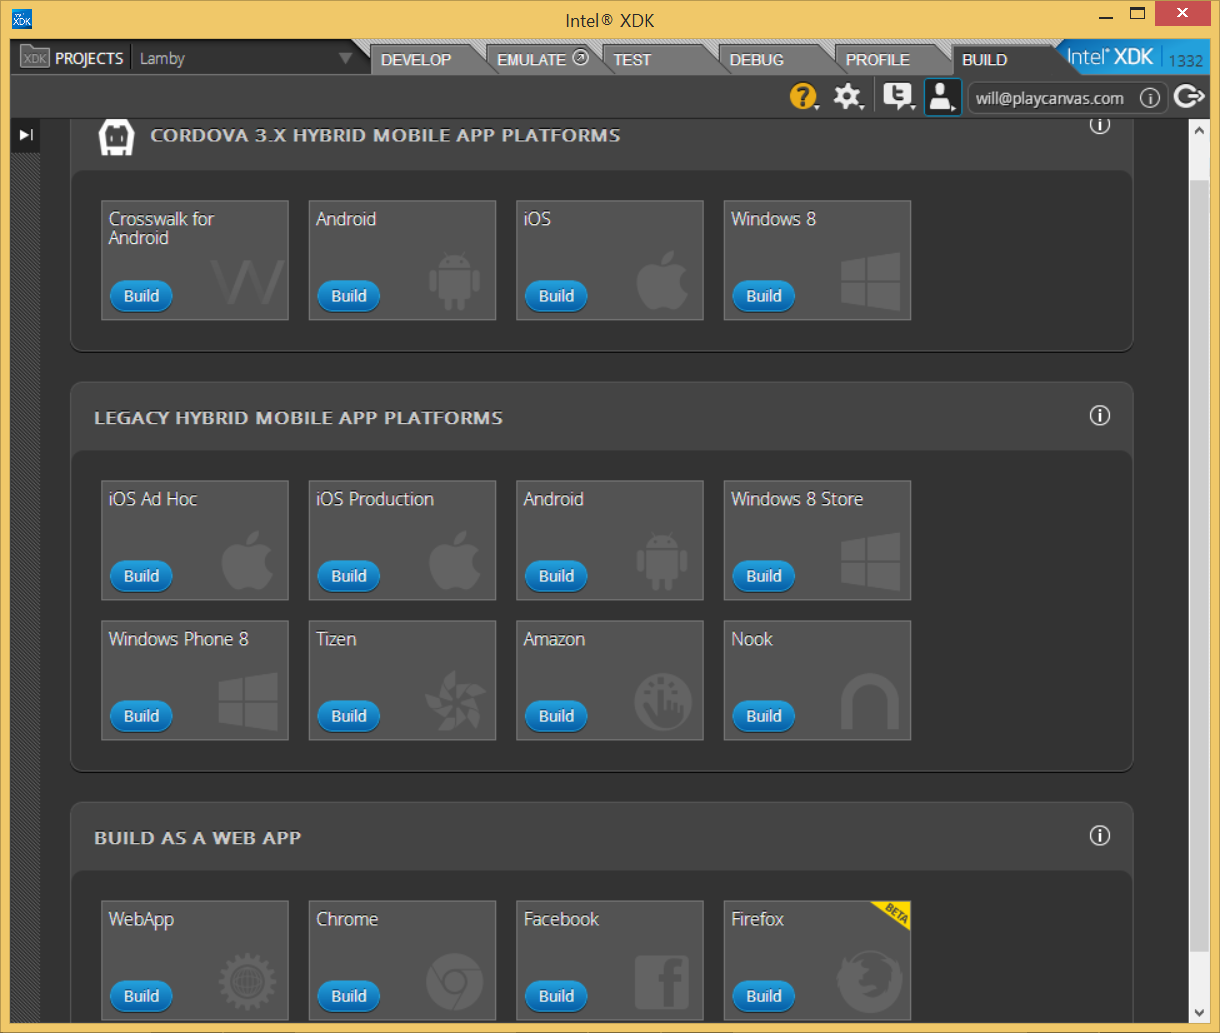 XDK
Intel® XDK
XDK PROJECTS Lamby
DEVELOP
EMULATE
TEST
DEBUG
PROFILE
BUILD
Intel® XDK 1332
?
will@playcanvas.com
CORDOVA 3.X HYBRID MOBILE APP PLATFORMS
Crosswalk for
Android
Build
Android
Build
iOS
Build
Windows 8
Build
LEGACY HYBRID MOBILE APP PLATFORMS
iOS Ad Hoc
Build
iOS Production
Build
Android
Build
Windows 8 Store
Build
Windows Phone 8
Build
Tizen
Build
Amazon
Build
Nook
Build
BUILD AS A WEB APP
WebApp
Build
Chrome
Build
Facebook
Build
Firefox
BETA
Build